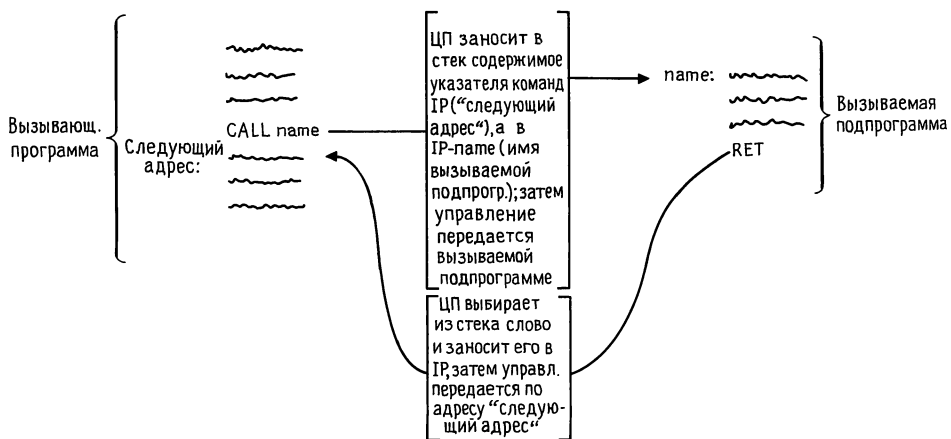 Вызывающ.
программа
CALL name
Следующий
адрес:
ЦП заносит в
стек содержимое
указателя команд
IP(“следующий
адрес“), а в
IP-name (имя
вызываемой
подпрогр.); затем
управление
передается
вызываемой
подпрограмме
name:
RET
Вызываемая
подпрограмма
ЦП выбирает
из стека слово
и заносит его в
IP, затем управл.
передается по
адресу “следую-
щий адрес“